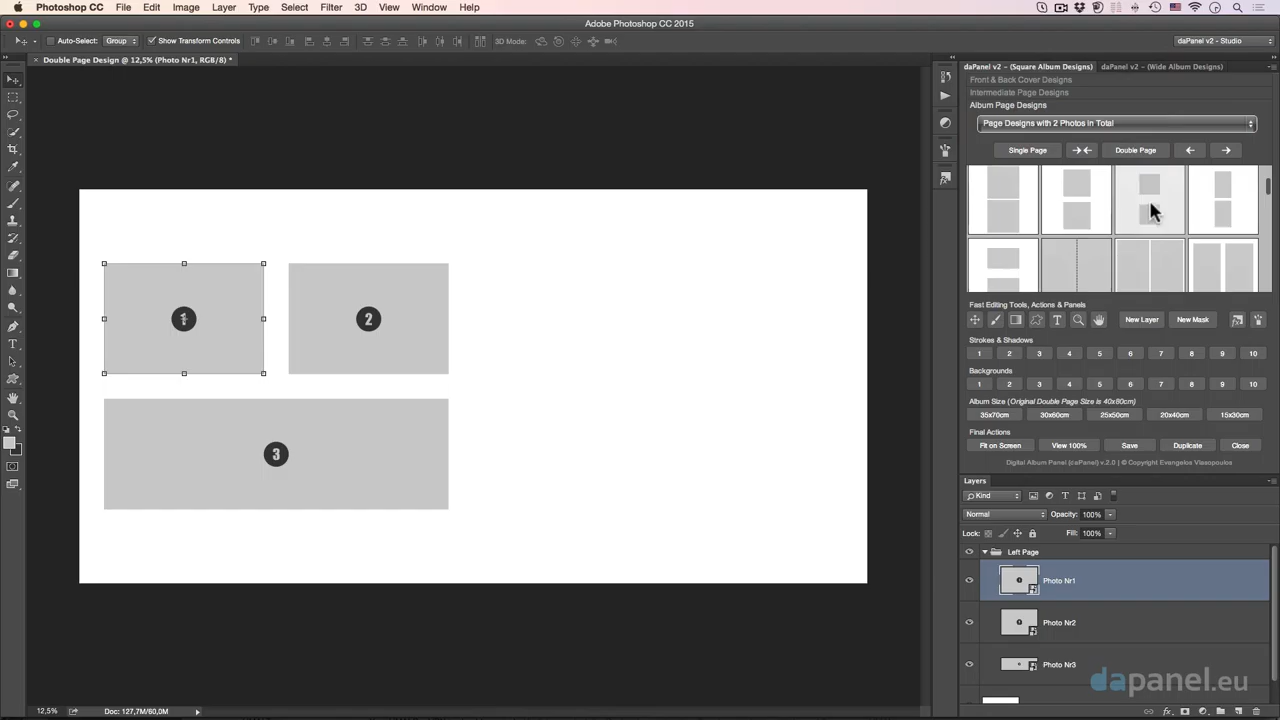 Photoshop CC File Edit Image Layer Type Select Filter 3D View Window Help
Adobe Photoshop CC 2015
Auto-Select: Group Show Transform Controls 3D Mode: daPanel v2 - Studio
× Double Page Design @ 12,5% (Photo Nr1, RGB/8) *
daPanel v2 - (Square Album Designs) daPanel v2 - (Wide Album Designs)
Front & Back Cover Designs
Intermediate Page Designs
Album Page Designs
Page Designs with 2 Photos in Total
Single Page Double Page
1
2
3
Fast Editing Tools, Actions & Panels
New Layer New Mask
Strokes & Shadows
1 2 3 4 5 6 7 8 9 10
Backgrounds
1 2 3 4 5 6 7 8 9 10
Album Size (Original Double Page Size is 40x80cm)
35x70cm 30x60cm 25x50cm 20x40cm 15x30cm
Final Actions
Fit on Screen View 100% Save Duplicate Close
Digital Album Panel (daPanel) v.2.0 | © Copyright Evangelos Vlasopoulos
Layers
Kind
Normal Opacity: 100%
Lock: Fill: 100%
Left Page
Photo Nr1
Photo Nr2
Photo Nr3
dapanel.eu
12,5% Doc: 127,7M/60,0M